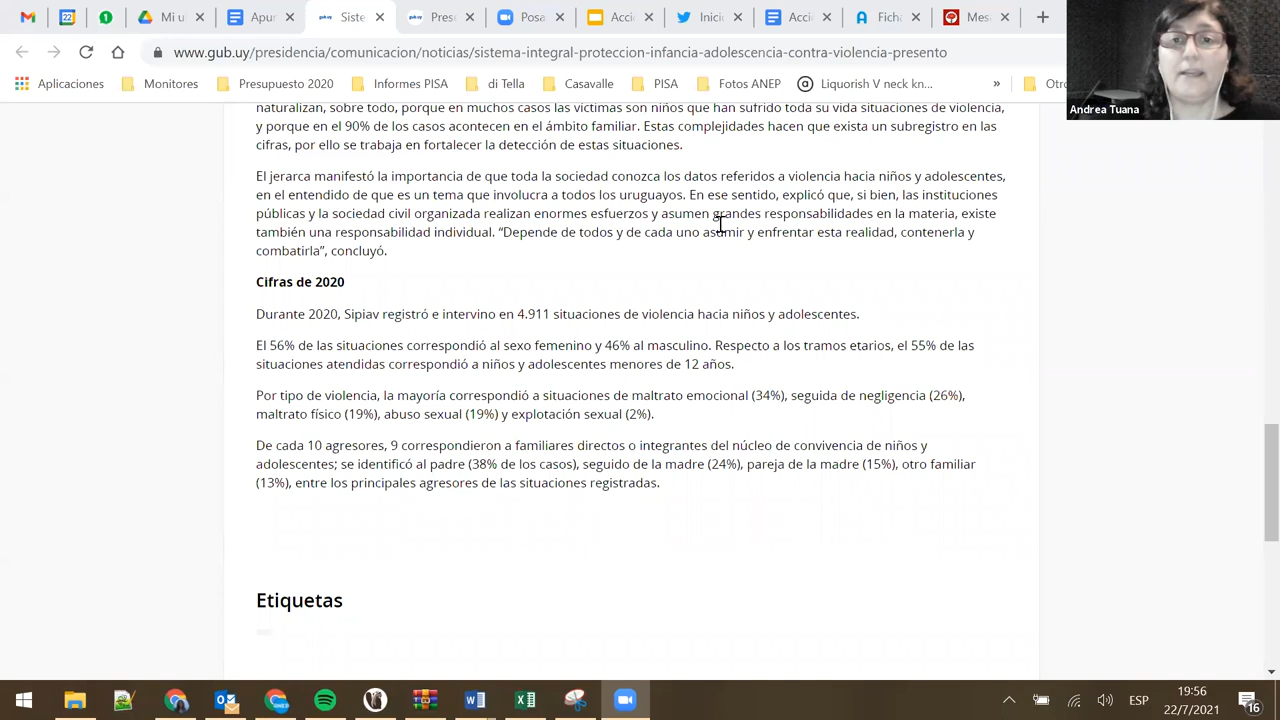 Mi u
Apur
Siste
Prese
Posa
Acci
Inicio
Acci
Fich
Mes
www.gub.uy/presidencia/comunicacion/noticias/sistema-integral-proteccion-infancia-adolescencia-contra-violencia-presento
Aplicaciones Monitores Presupuesto 2020 Informes PISA di Tella Casavalle PISA Fotos ANEP Liquorish V neck kn... » Otro
Andrea Tuana
naturalizan, sobre todo, porque en muchos casos las víctimas son niños que han sufrido toda su vida situaciones de violencia,
y porque en el 90% de los casos acontecen en el ámbito familiar. Estas complejidades hacen que exista un subregistro en las
cifras, por ello se trabaja en fortalecer la detección de estas situaciones.
El jerarca manifestó la importancia de que toda la sociedad conozca los datos referidos a violencia hacia niños y adolescentes,
en el entendido de que es un tema que involucra a todos los uruguayos. En ese sentido, explicó que, si bien, las instituciones
públicas y la sociedad civil organizada realizan enormes esfuerzos y asumen grandes responsabilidades en la materia, existe
también una responsabilidad individual. “Depende de todos y de cada uno asumir y enfrentar esta realidad, contenerla y
combatirla”, concluyó.
Cifras de 2020
Durante 2020, Sipiav registró e intervino en 4.911 situaciones de violencia hacia niños y adolescentes.
El 56% de las situaciones correspondió al sexo femenino y 46% al masculino. Respecto a los tramos etarios, el 55% de las
situaciones atendidas correspondió a niños y adolescentes menores de 12 años.
Por tipo de violencia, la mayoría correspondió a situaciones de maltrato emocional (34%), seguida de negligencia (26%),
maltrato físico (19%), abuso sexual (19%) y explotación sexual (2%).
De cada 10 agresores, 9 correspondieron a familiares directos o integrantes del núcleo de convivencia de niños y
adolescentes; se identificó al padre (38% de los casos), seguido de la madre (24%), pareja de la madre (15%), otro familiar
(13%), entre los principales agresores de las situaciones registradas.
Etiquetas
ESP
19:56
22/7/2021
16